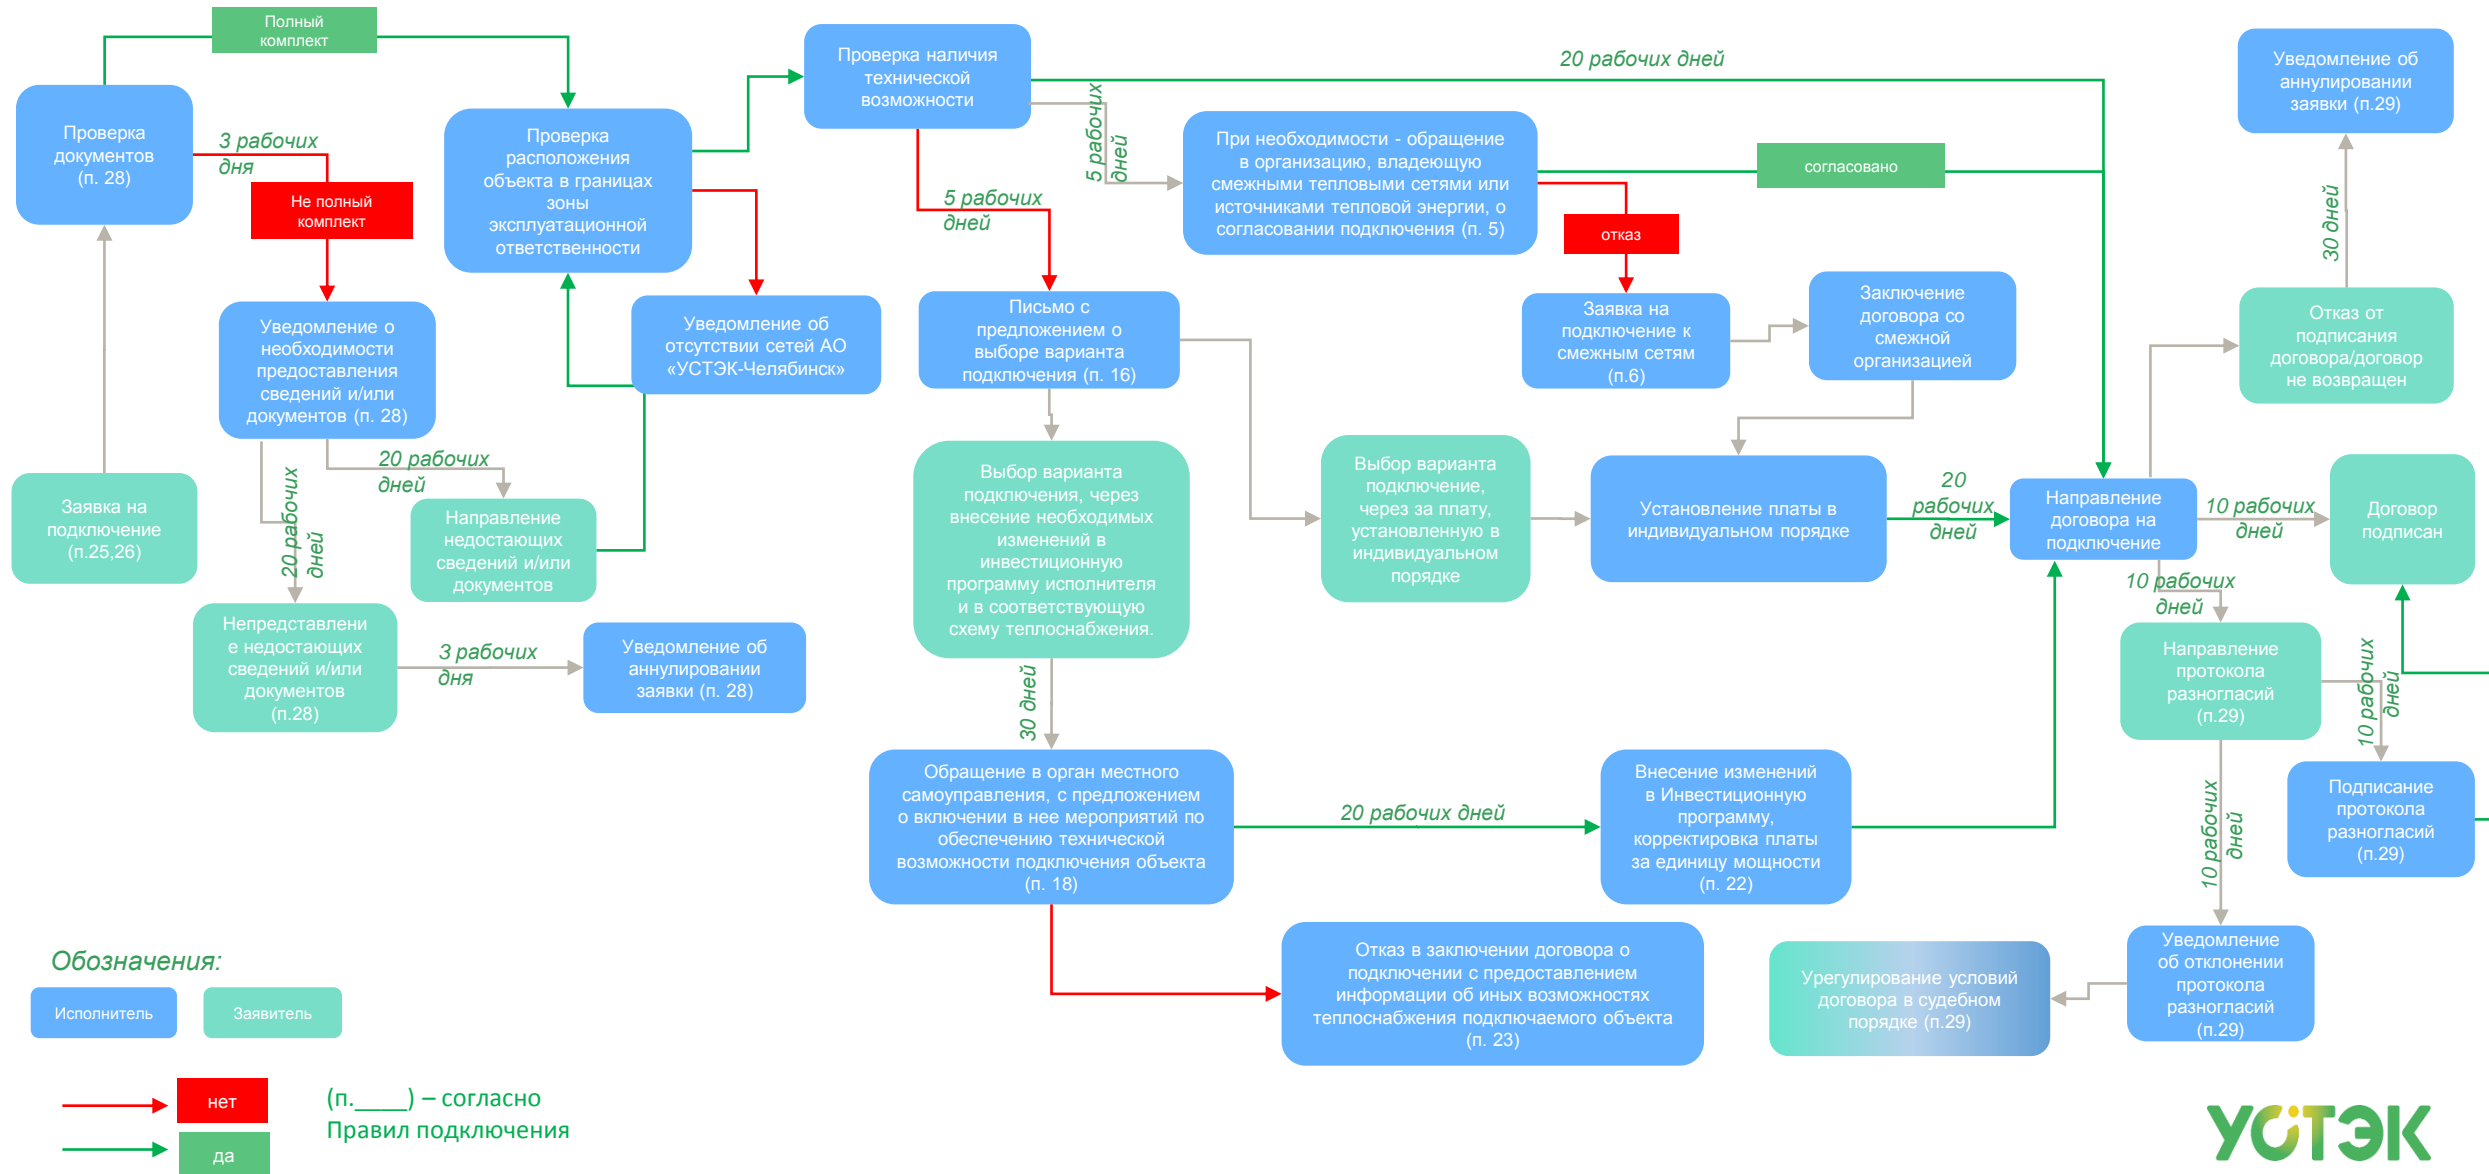 Полный
комплект
Проверка
документов
(п. 28)
3 рабочих
дня
Не полный
комплект
Заявка на
подключение
(п.25,26)
Уведомление о
необходимости
предоставления
сведений и/или
документов (п. 28)
20 рабочих
дней
20 рабочих
дней
Направление
недостающих
сведений и/или
документов
Непредставлени
е недостающих
сведений и/или
документов
(п.28)
3 рабочих
дня
Уведомление об
аннулировании
заявки (п. 28)
Проверка
расположения
объекта в границах
зоны
эксплуатационной
ответственности
Уведомление об
отсутствии сетей АО
«УСТЭК-Челябинск»
Проверка наличия
технической
возможности
20 рабочих дней
5 рабочих
дней
5 рабочих
дней
При необходимости - обращение
в организацию, владеющую
смежными тепловыми сетями или
источниками тепловой энергии, о
согласовании подключения (п. 5)
согласовано
отказ
Письмо с
предложением о
выборе варианта
подключения (п. 16)
Заявка на
подключение к
смежным сетям
(п.6)
Заключение
договора со
смежной
организацией
Выбор варианта
подключения, через
внесение необходимых
изменений в
инвестиционную
программу исполнителя
и в соответствующую
схему теплоснабжения.
Выбор варианта
подключение,
через за плату,
установленную в
индивидуальном
порядке
Установление платы в
индивидуальном порядке
20
рабочих
дней
Направление
договора на
подключение
10 рабочих
дней
Договор
подписан
Уведомление об
аннулировании
заявки (п.29)
30 дней
Отказ от
подписания
договора/договор
не возвращен
10 рабочих
дней
Направление
протокола
разногласий
(п.29)
10 рабочих
дней
Подписание
протокола
разногласий
(п.29)
10 рабочих
дней
Уведомление
об отклонении
протокола
разногласий
(п.29)
Урегулирование условий
договора в судебном
порядке (п.29)
30 дней
Обращение в орган местного
самоуправления, с предложением
о включении в нее мероприятий по
обеспечению технической
возможности подключения объекта
(п. 18)
20 рабочих дней
Внесение изменений
в Инвестиционную
программу,
корректировка платы
за единицу мощности
(п. 22)
Отказ в заключении договора о
подключении с предоставлением
информации об иных возможностях
теплоснабжения подключаемого объекта
(п. 23)
Обозначения:
Исполнитель
Заявитель
нет
да
(п.____) – согласно
Правил подключения
УСТЭК